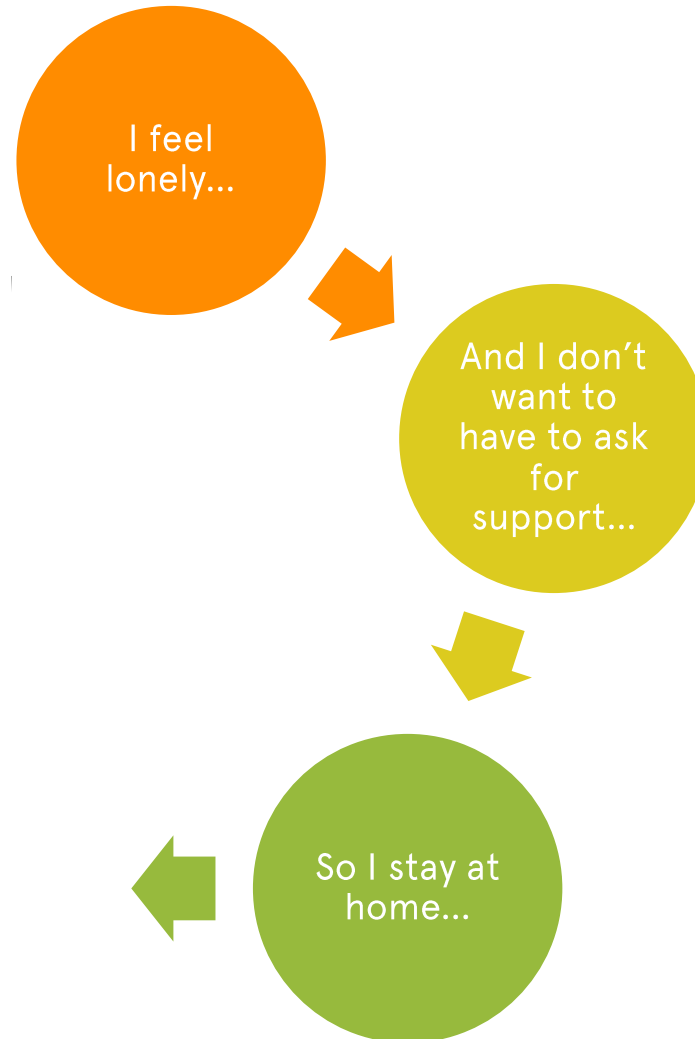 I feel
lonely...
And I don't
want to
have to ask
for
support...
So I stay at
home...